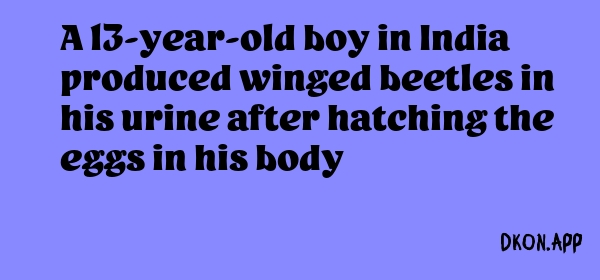 A 13-year-old boy in India
produced winged beetles in
his urine after hatching the
eggs in his body
DKON.APP